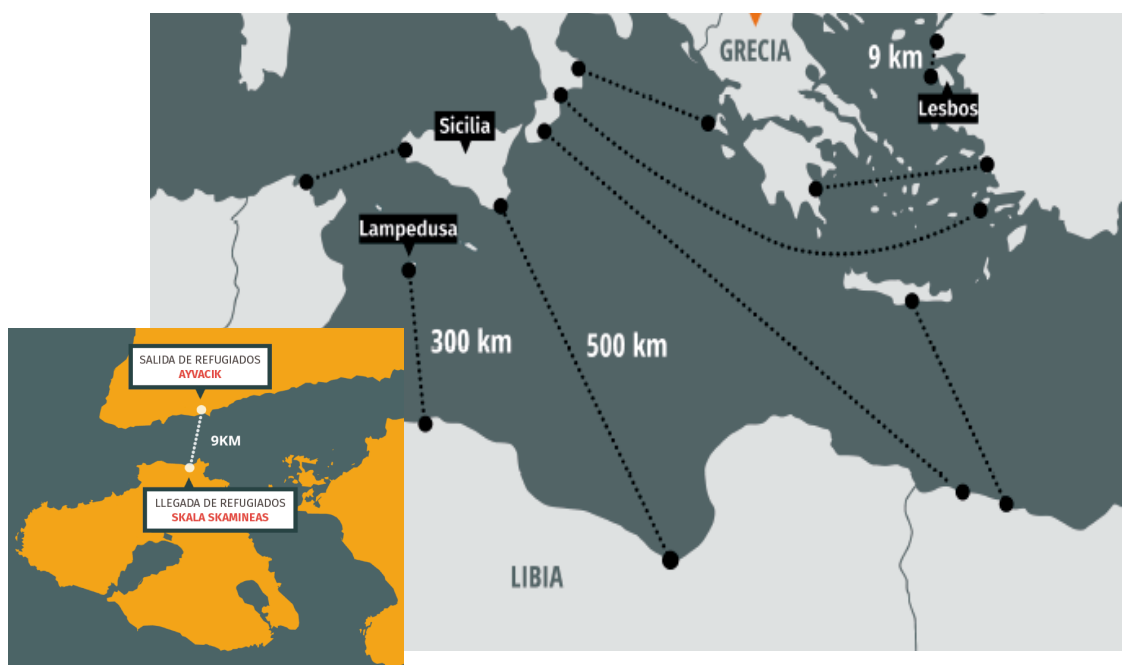 GRECIA
9 km
Lesbos
Sicilia
Lampedusa
300 km
500 km
LIBIA
SALIDA DE REFUGIADOS
AYVACIK
9KM
LLEGADA DE REFUGIADOS
SKALA SKAMINEAS